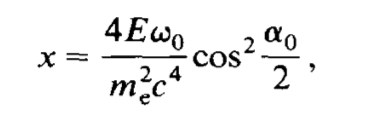 x = \frac{4E\omega_0}{m_e^2 c^4} \cos^2 \frac{\alpha_0}{2} ,